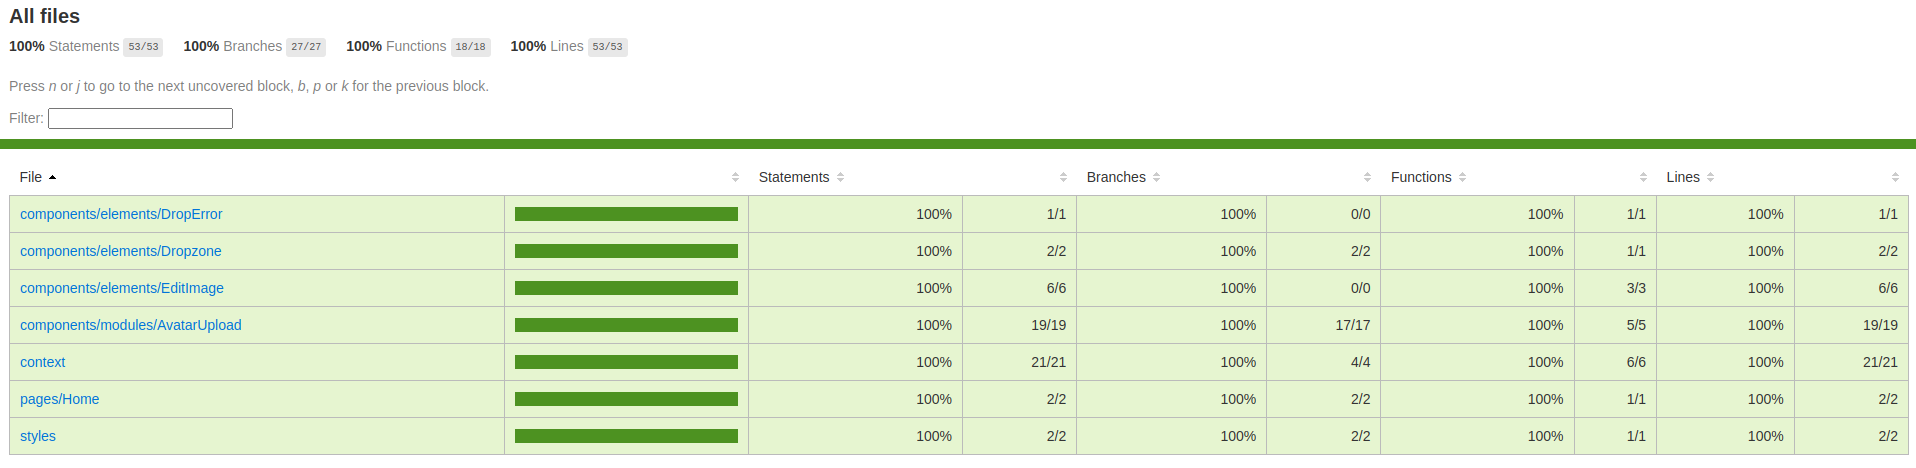 All files
100% Statements 53/53 100% Branches 27/27 100% Functions 18/18 100% Lines 53/53
Press n or j to go to the next uncovered block, b, p or k for the previous block.
Filter:
File Statements Branches Functions Lines
components/elements/DropError 100% 1/1 100% 0/0 100% 1/1 100% 1/1
components/elements/Dropzone 100% 2/2 100% 2/2 100% 1/1 100% 2/2
components/elements/EditImage 100% 6/6 100% 0/0 100% 3/3 100% 6/6
components/modules/AvatarUpload 100% 19/19 100% 17/17 100% 5/5 100% 19/19
context 100% 21/21 100% 4/4 100% 6/6 100% 21/21
pages/Home 100% 2/2 100% 2/2 100% 1/1 100% 2/2
styles 100% 2/2 100% 2/2 100% 1/1 100% 2/2